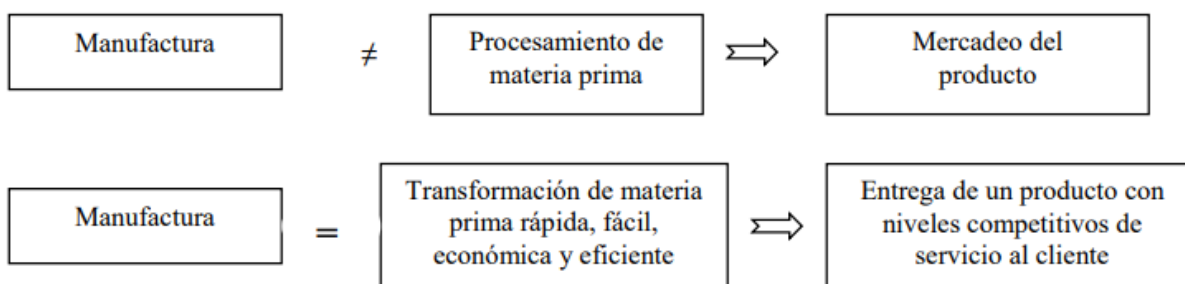 Manufactura
≠
Procesamiento de
materia prima
Mercadeo del
producto
Manufactura
=
Transformación de materia
prima rápida, fácil,
económica y eficiente
Entrega de un producto con
niveles competitivos de
servicio al cliente